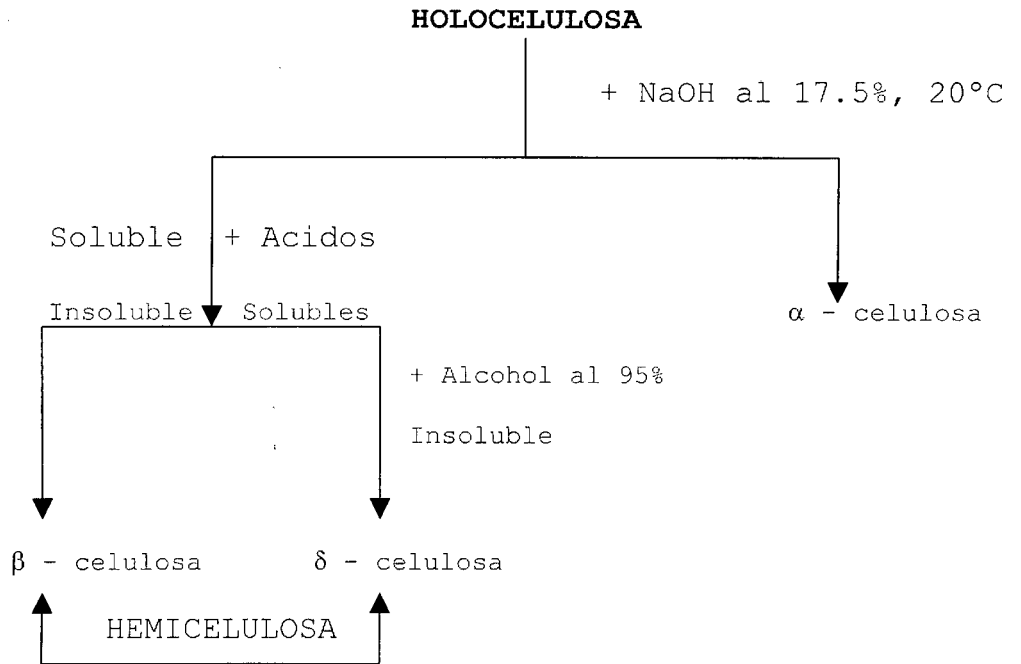 HOLOCELULOSA
+ NaOH al 17.5%, 20°C
Soluble + Acidos
Insoluble Solubles
α - celulosa
+ Alcohol al 95%
Insoluble
β - celulosa δ - celulosa
HEMICELULOSA